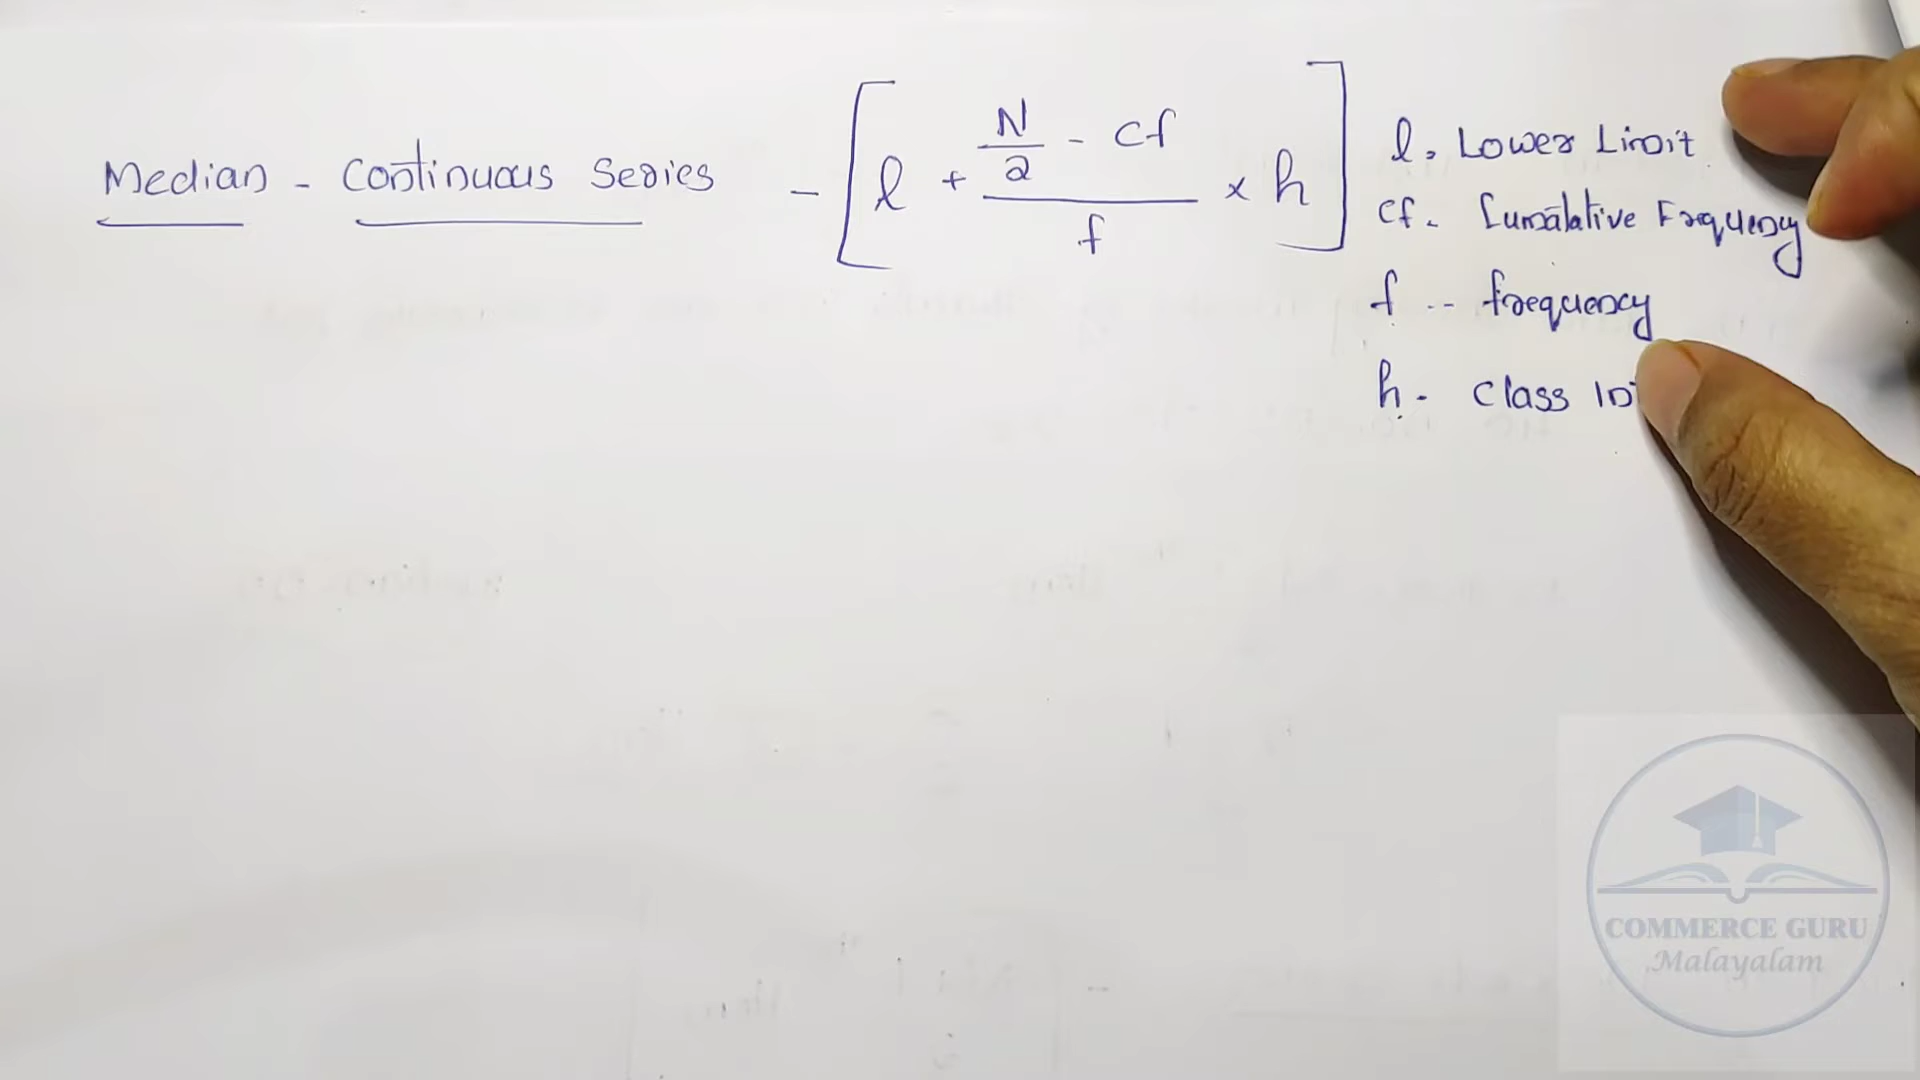 Median - Continuous Series - [ l + (N/2 - cf)/f × h ]
l. Lower Limit
cf. Cumulative Frequency
f -- frequency
h. Class
COMMERCE GURU
Malayalam